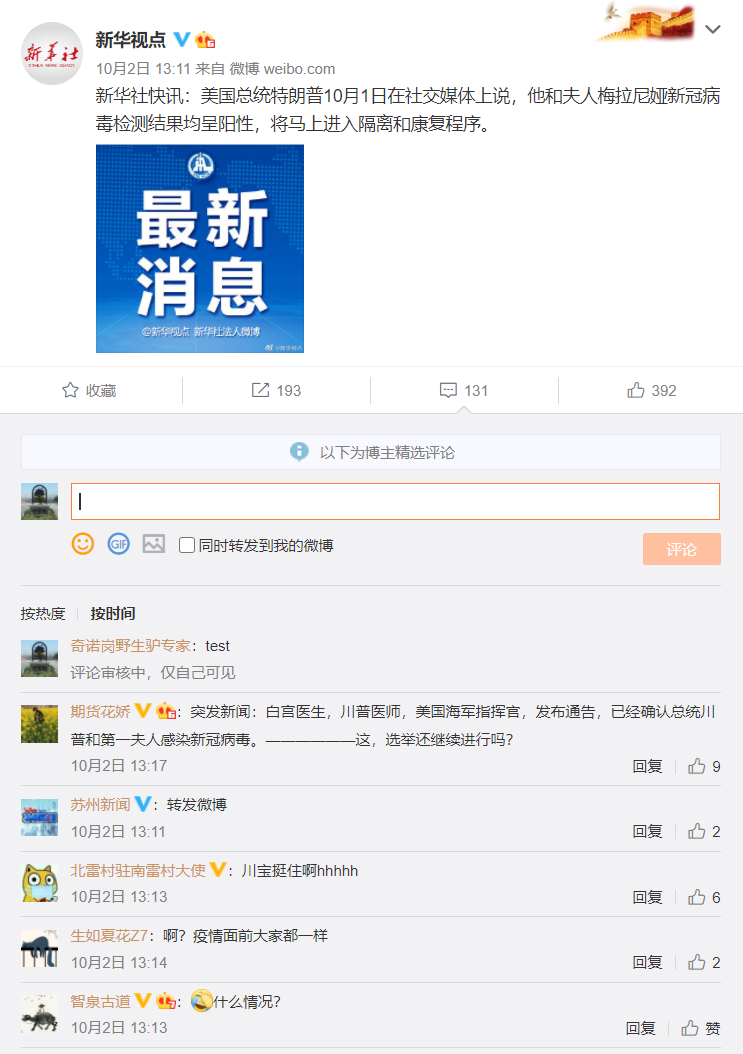 新华社
XINHUA NEWS AGENCY
新华视点
10月2日 13:11 来自 微博 weibo.com
新华社快讯：美国总统特朗普10月1日在社交媒体上说，他和夫人梅拉尼娅新冠病
毒检测结果均呈阳性，将马上进入隔离和康复程序。
最新
消息
@新华视点 新华社法人微博
@新华视点
收藏
193
131
392
以下为博主精选评论
GIF
同时转发到我的微博
评论
按热度 按时间
奇诺岗野生驴专家：test
评论审核中，仅自己可见
期货花娇：突发新闻：白宫医生，川普医师，美国海军指挥官，发布通告，已经确认总统川
普和第一夫人感染新冠病毒。——————这，选举还继续进行吗?
10月2日 13:17 回复 9
苏州新闻：转发微博
10月2日 13:11 回复 2
北雷村驻南雷村大使：川宝挺住啊hhhhh
10月2日 13:13 回复 6
生如夏花Z7：啊？疫情面前大家都一样
10月2日 13:14 回复 2
智泉古道：什么情况?
10月2日 13:13 回复 赞